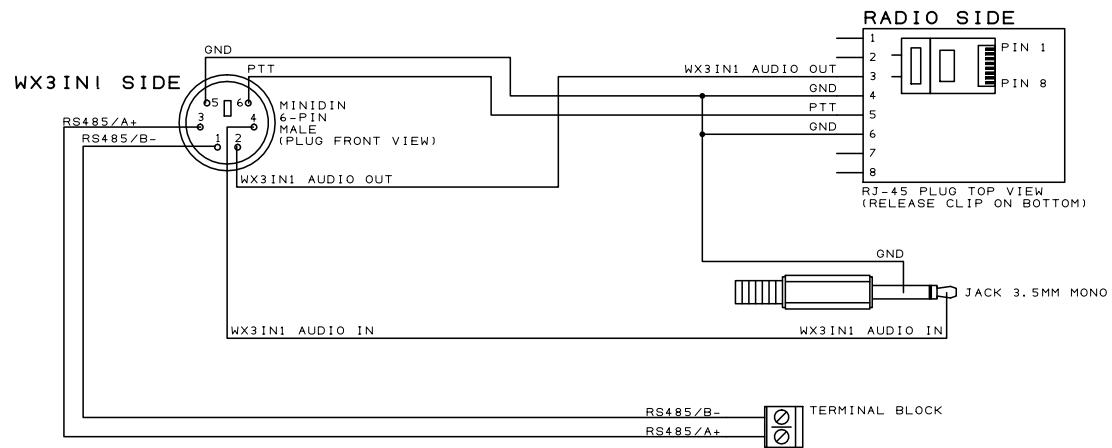 RADIO SIDE
1
2
3
4
5
6
7
8
PIN 1
PIN 8
WX3IN1 AUDIO OUT
GND
PTT
GND
RJ-45 PLUG TOP VIEW
(RELEASE CLIP ON BOTTOM)
GND
PTT
WX3IN1 SIDE
5
6
3
4
1
2
MINIDIN
6-PIN
MALE
(PLUG FRONT VIEW)
RS485/A+
RS485/B-
WX3IN1 AUDIO OUT
GND
JACK 3.5MM MONO
WX3IN1 AUDIO IN
WX3IN1 AUDIO IN
RS485/B-
RS485/A+
TERMINAL BLOCK